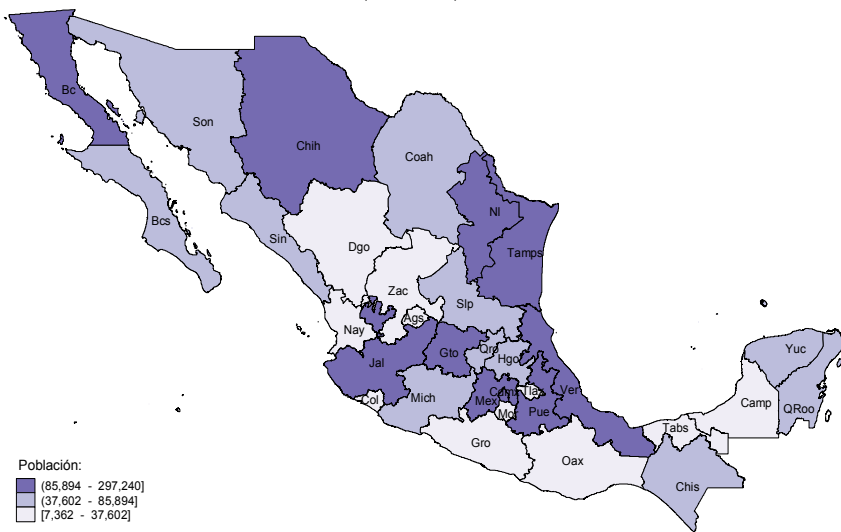 Bc
Son
Chih
Coah
Bcs
Sin
Nl
Tamps
Dgo
Zac
Slp
Nay
Ags
Jal
Gto
Qro
Hgo
Col
Mich
Mex
Cdmx
Tlax
Mor
Pue
Ver
Gro
Oax
Tabs
Camp
Yuc
QRoo
Chis
Población:
(85,894 - 297,240]
(37,602 - 85,894]
[7,362 - 37,602]